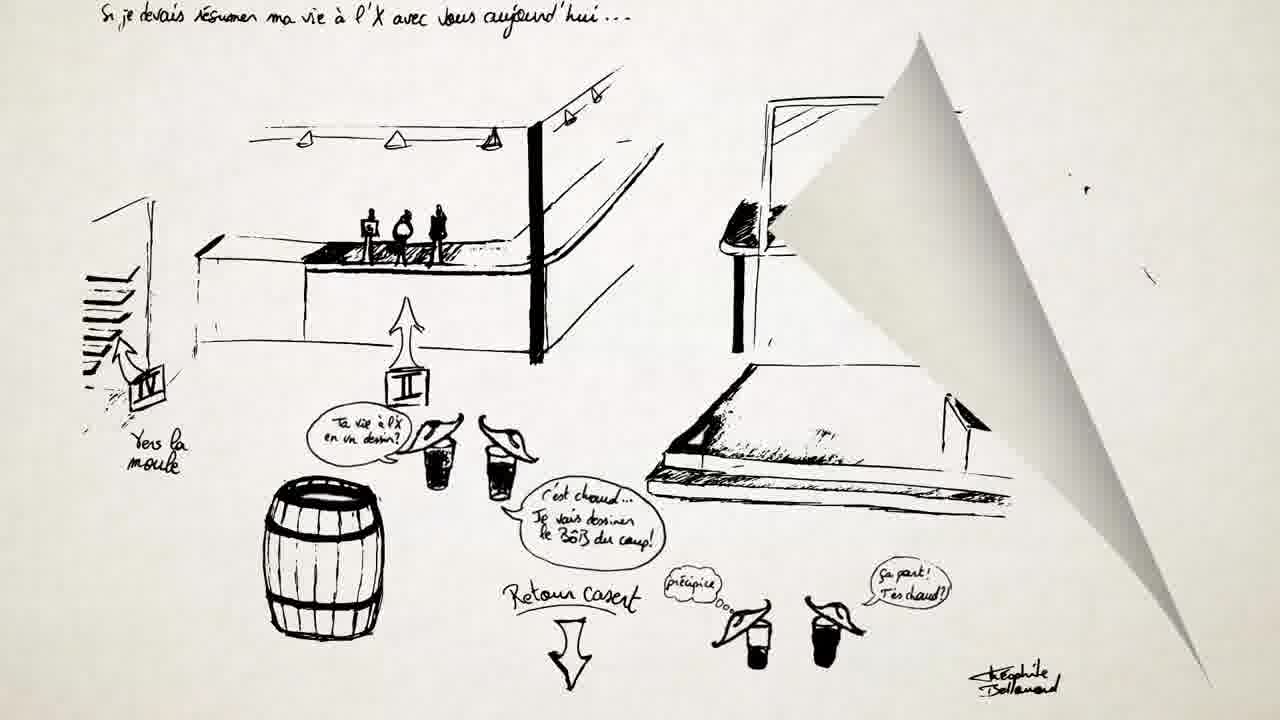 Si je devais résumer ma vie à l'X avec vous aujourd'hui...
IV
Vers la
moule
II
Ta vie à l'X
en un dessin?
C'est chaud...
Je vais dessiner
le BôB du coup!
Retour casert
précipice
ça part!
T'es chaud?
Théophile